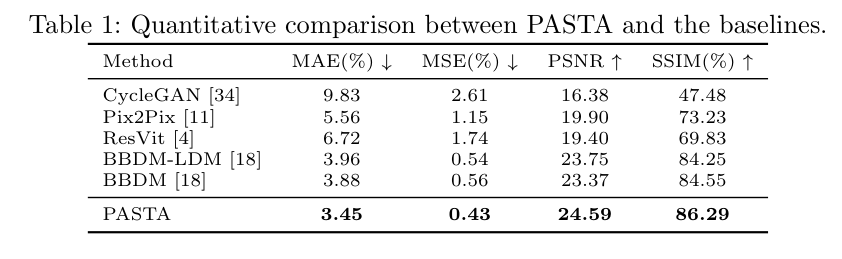 Table 1: Quantitative comparison between PASTA and the baselines.
Method MAE(%) ↓ MSE(%) ↓ PSNR ↑ SSIM(%) ↑
CycleGAN [34] 9.83 2.61 16.38 47.48
Pix2Pix [11] 5.56 1.15 19.90 73.23
ResVit [4] 6.72 1.74 19.40 69.83
BBDM-LDM [18] 3.96 0.54 23.75 84.25
BBDM [18] 3.88 0.56 23.37 84.55
PASTA 3.45 0.43 24.59 86.29